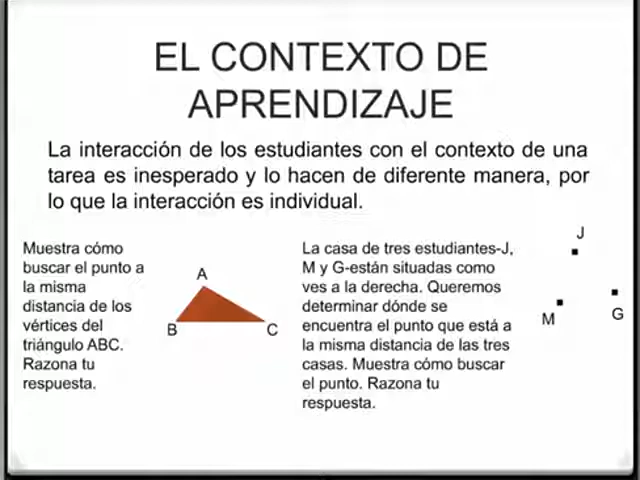 EL CONTEXTO DE
APRENDIZAJE
La interacción de los estudiantes con el contexto de una
tarea es inesperado y lo hacen de diferente manera, por
lo que la interacción es individual.
Muestra cómo
buscar el punto a
la misma
distancia de los
vértices del
triángulo ABC.
Razona tu
respuesta.
A
B
C
La casa de tres estudiantes-J,
M y G-están situadas como
ves a la derecha. Queremos
determinar dónde se
encuentra el punto que está a
la misma distancia de las tres
casas. Muestra cómo buscar
el punto. Razona tu
respuesta.
J
M
G